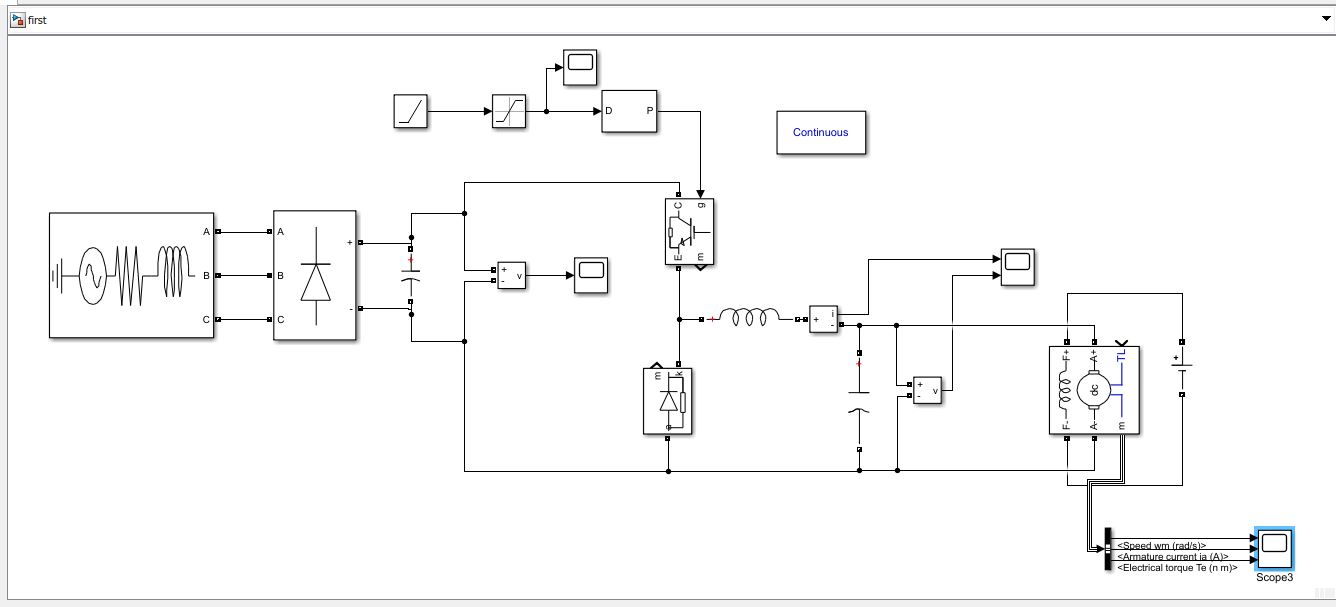 first
D P
Continuous
A A
B B
C C
+
-
C g
E m
+ v
-
m k
a
+ i
-
+ v
-
F+ A+ TL
dc
F- A- m
+
<Speed wm (rad/s)>
<Armature current ia (A)>
<Electrical torque Te (n m)>
Scope3